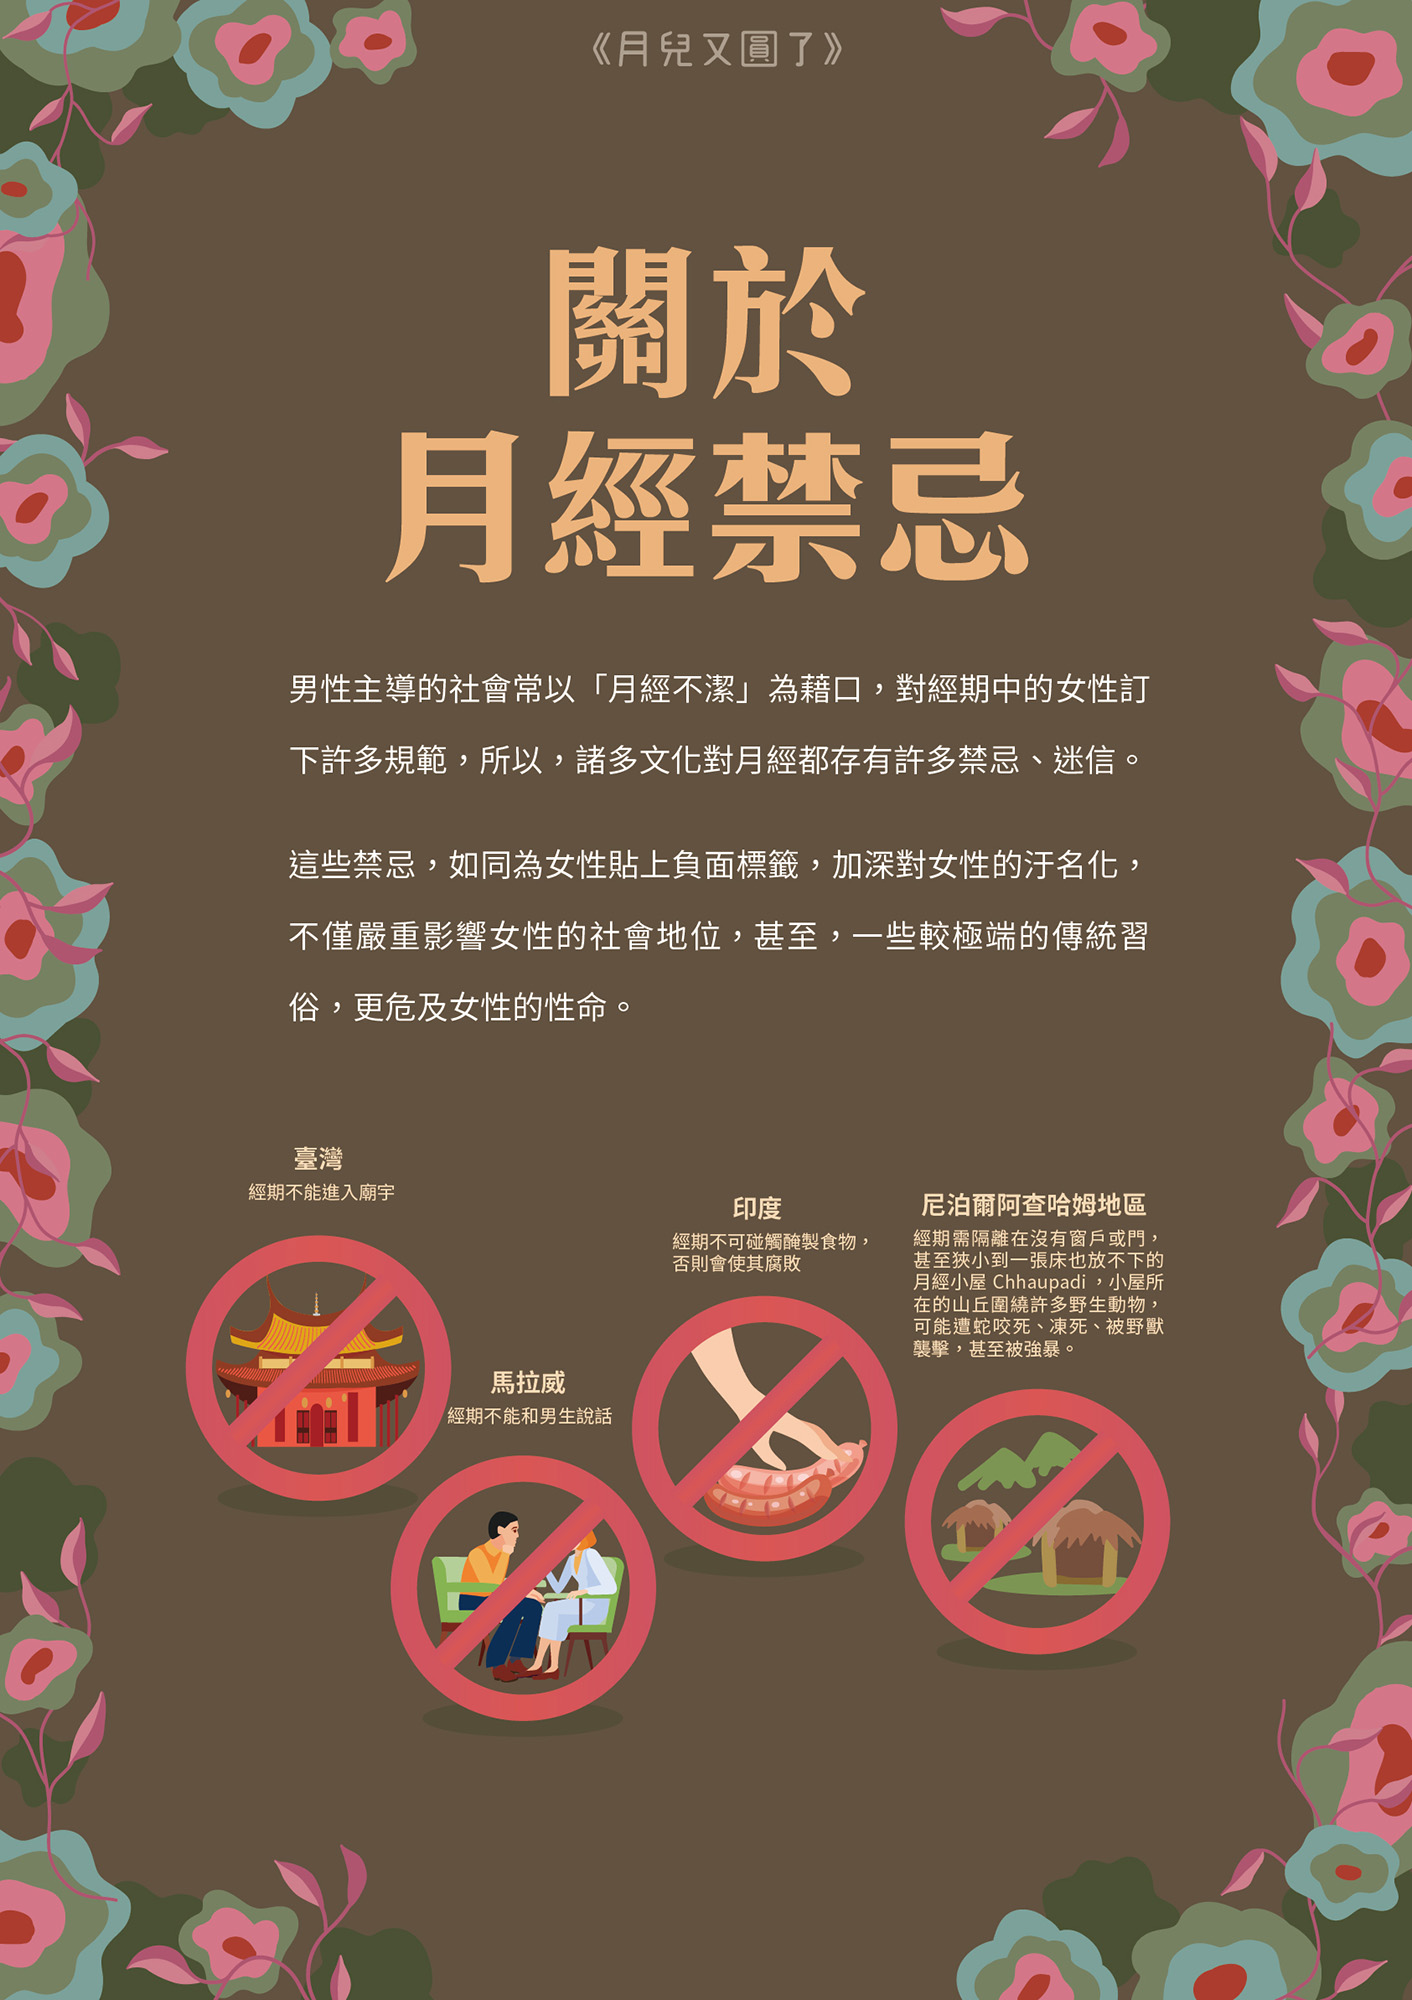 《月兒又圓了》
關於
月經禁忌
男性主導的社會常以「月經不潔」為藉口，對經期中的女性訂
下許多規範，所以，諸多文化對月經都存有許多禁忌、迷信。
這些禁忌，如同為女性貼上負面標籤，加深對女性的汙名化，
不僅嚴重影響女性的社會地位，甚至，一些較極端的傳統習
俗，更危及女性的性命。
臺灣
經期不能進入廟宇
馬拉威
經期不能和男生說話
印度
經期不可碰觸醃製食物，
否則會使其腐敗
尼泊爾阿查哈姆地區
經期需隔離在沒有窗戶或門，
甚至狹小到一張床也放不下的
月經小屋 Chhaupadi ，小屋所
在的山丘圍繞許多野生動物，
可能遭蛇咬死、凍死、被野獸
襲擊，甚至被強暴。